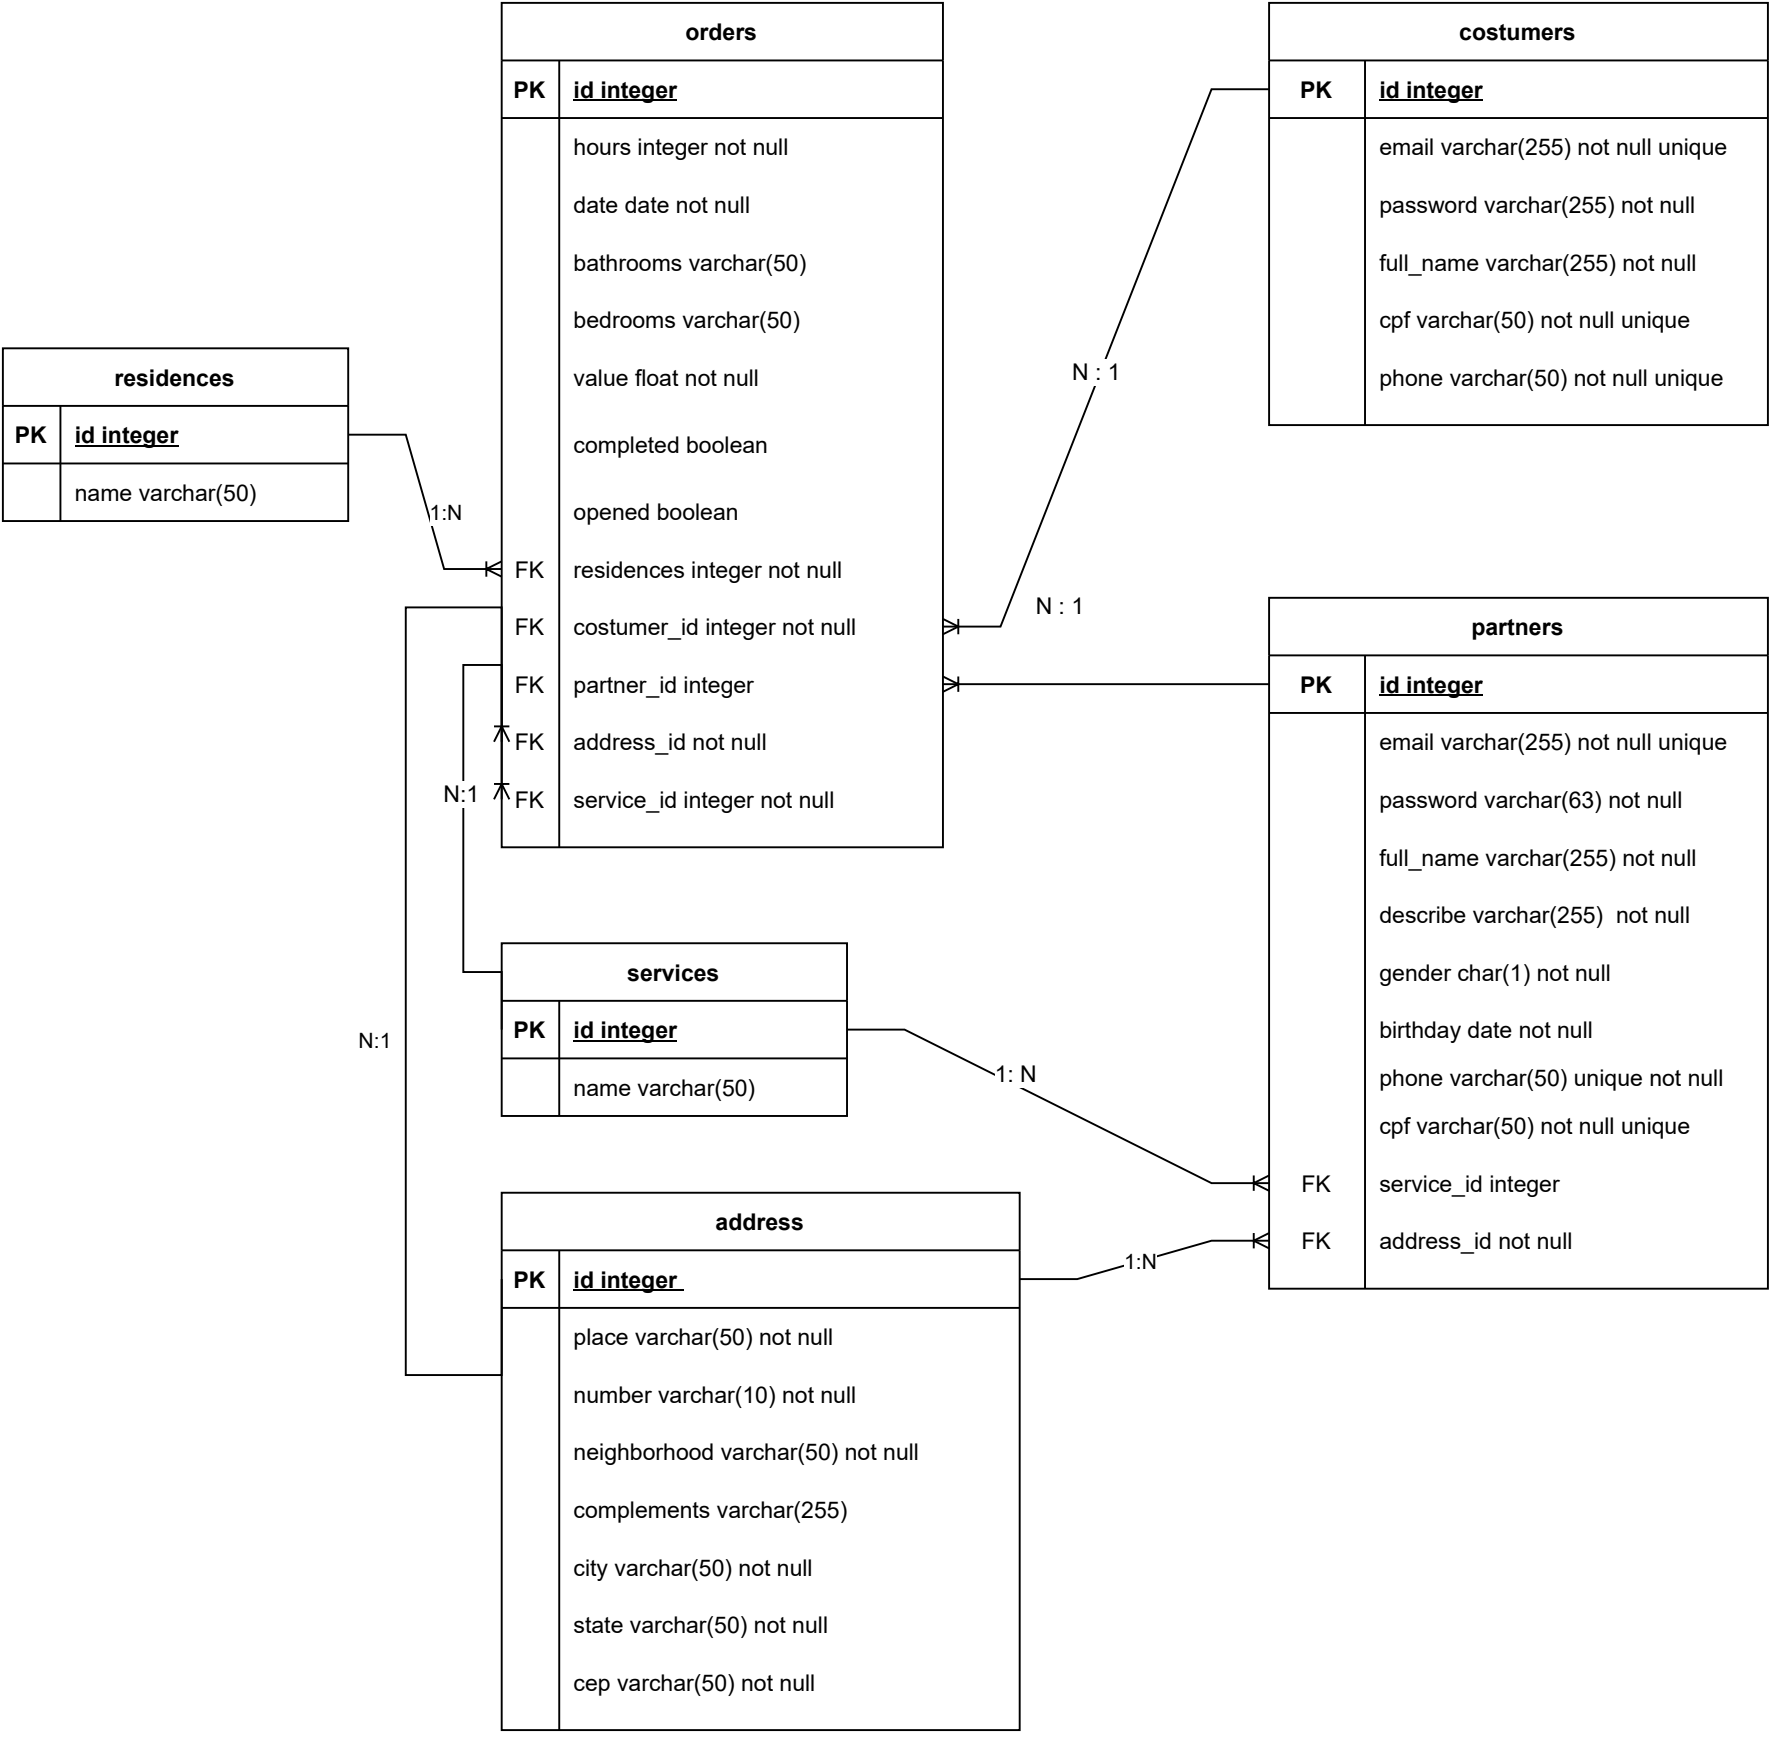 orders
PK id integer
hours integer not null
date date not null
bathrooms varchar(50)
bedrooms varchar(50)
value float not null
completed boolean
opened boolean
FK residences integer not null
FK costumer_id integer not null
FK partner_id integer
FK address_id not null
FK service_id integer not null
costumers
PK id integer
email varchar(255) not null unique
password varchar(255) not null
full_name varchar(255) not null
cpf varchar(50) not null unique
phone varchar(50) not null unique
N : 1
residences
PK id integer
name varchar(50)
1:N
N : 1
partners
PK id integer
email varchar(255) not null unique
password varchar(63) not null
full_name varchar(255) not null
describe varchar(255)  not null
gender char(1) not null
birthday date not null
phone varchar(50) unique not null
cpf varchar(50) not null unique
FK service_id integer
FK address_id not null
N:1
services
PK id integer
name varchar(50)
1: N
N:1
address
PK id integer
place varchar(50) not null
number varchar(10) not null
neighborhood varchar(50) not null
complements varchar(255)
city varchar(50) not null
state varchar(50) not null
cep varchar(50) not null
1:N